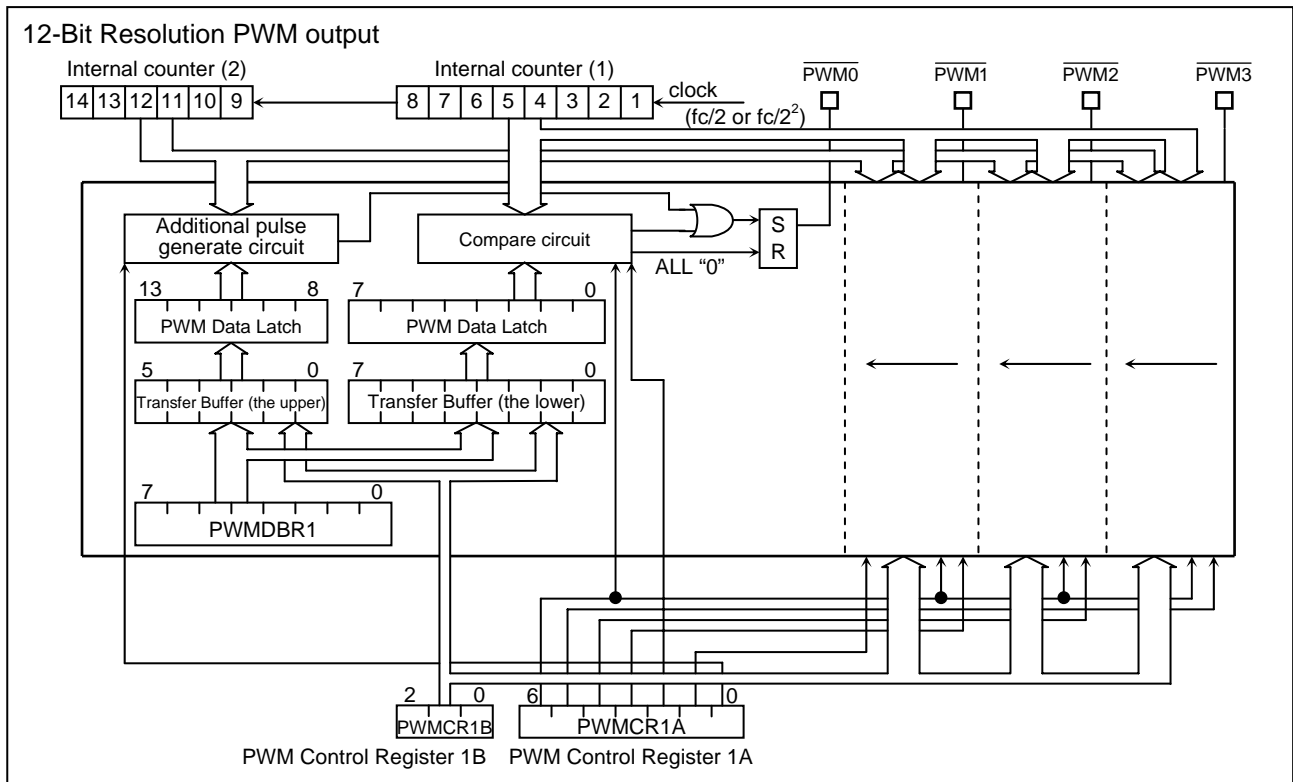 12-Bit Resolution PWM output
Internal counter (2)
Internal counter (1)
PWM0
PWM1
PWM2
PWM3
14 13 12 11 10 9
8 7 6 5 4 3 2 1
clock
(fc/2 or fc/2²)
Additional pulse
generate circuit
Compare circuit
S
R
ALL “0”
13 8
7 0
PWM Data Latch
PWM Data Latch
5 0
7 0
Transfer Buffer (the upper)
Transfer Buffer (the lower)
7 0
PWMDBR1
2 0
6 0
PWMCR1B
PWMCR1A
PWM Control Register 1B
PWM Control Register 1A